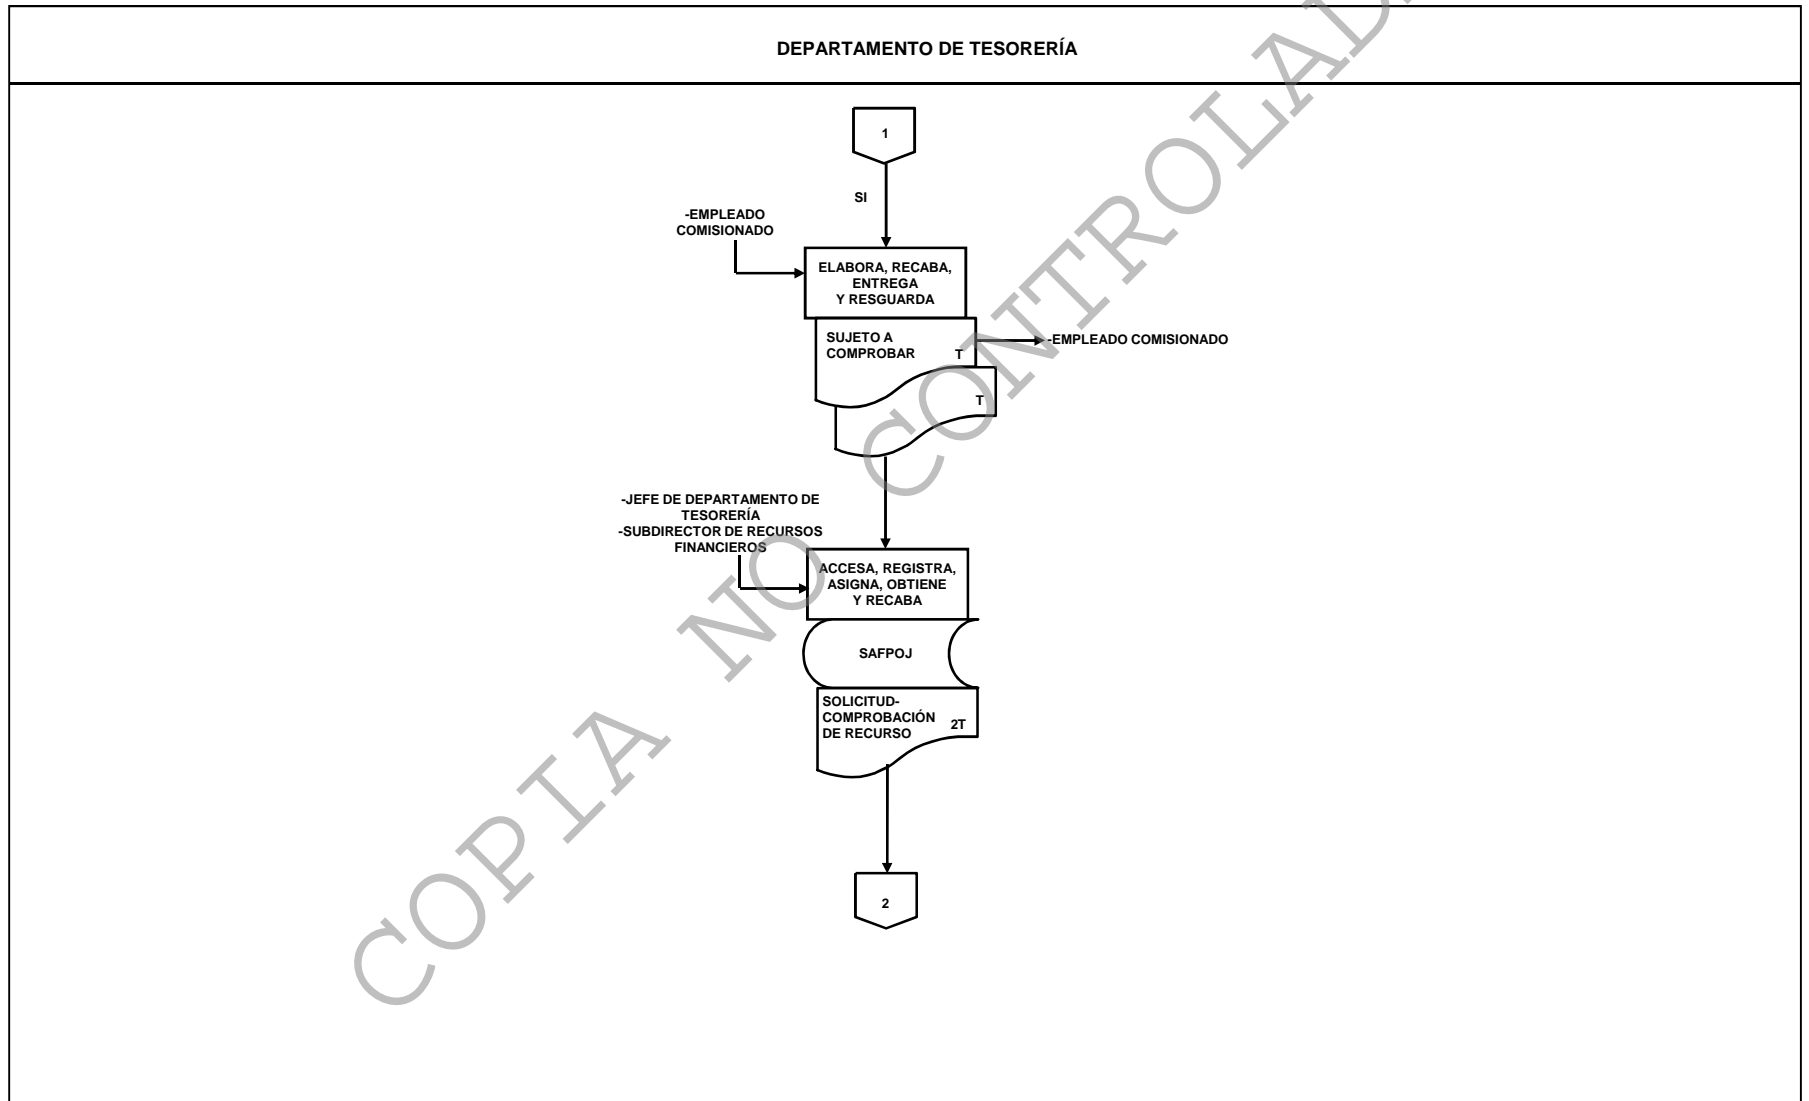 DEPARTAMENTO DE TESORERÍA
1
SI
-EMPLEADO
COMISIONADO
ELABORA, RECABA,
ENTREGA
Y RESGUARDA
SUJETO A
COMPROBAR T
-EMPLEADO COMISIONADO
T
-JEFE DE DEPARTAMENTO DE
TESORERÍA
-SUBDIRECTOR DE RECURSOS
FINANCIEROS
ACCESA, REGISTRA,
ASIGNA, OBTIENE
Y RECABA
SAFPOJ
SOLICITUD-
COMPROBACIÓN
DE RECURSO 2T
2
COPIA NO CONTROLAD